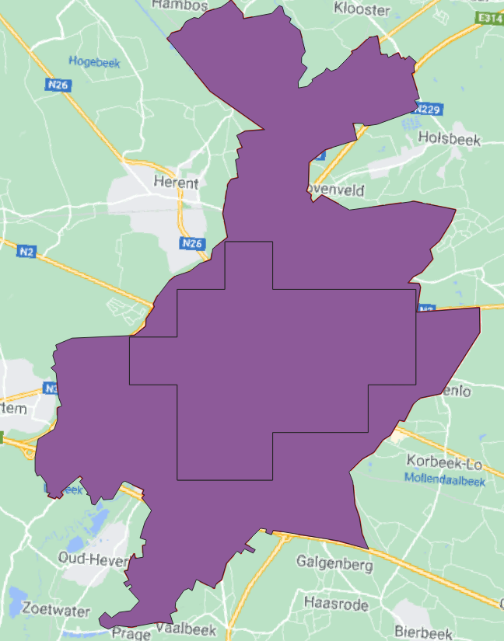 Hambos
Klooster
E314
Hogebeek
N26
N229
Holsbeek
Herent
ovenveld
N26
N2
N2
N3
tem
enlo
Korbeek-Lo
Mollendaalbeek
beek
Oud-Hever
Galgenberg
Zoetwater
Haasrode
Prage
Vaalbeek
Bierbeek